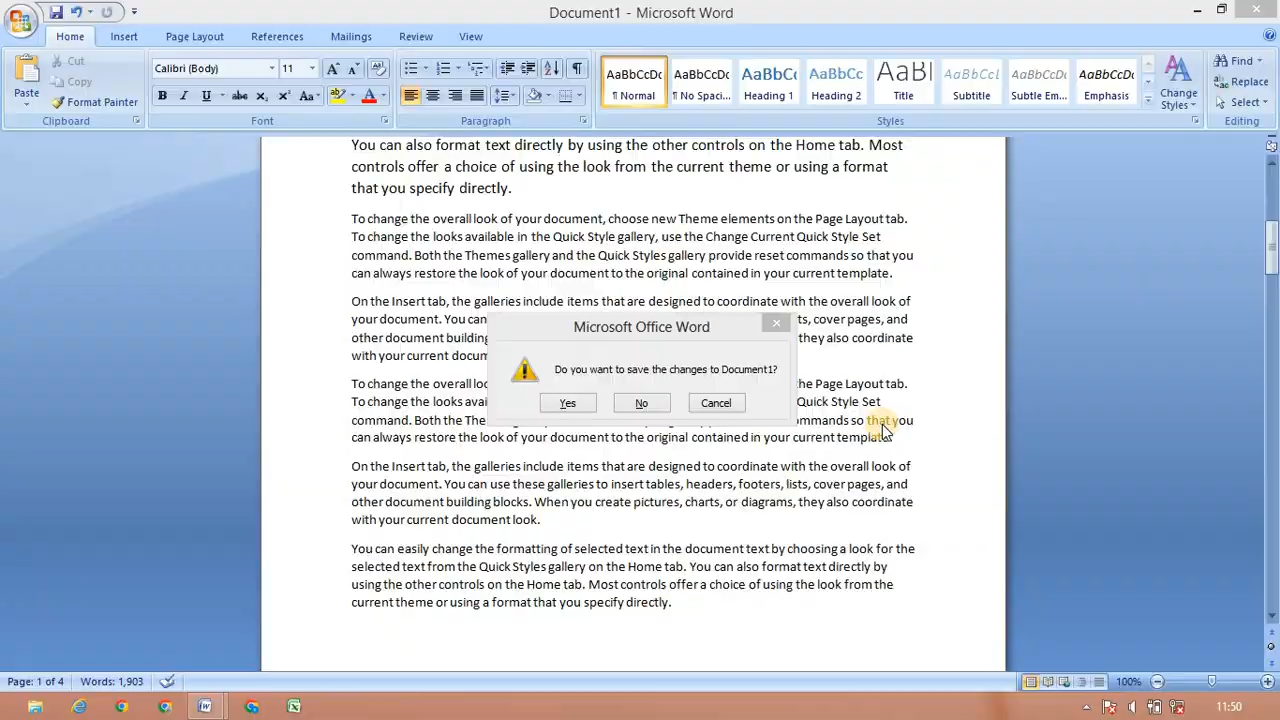 Document1 - Microsoft Word
Home Insert Page Layout References Mailings Review View
Paste
Cut
Copy
Format Painter
Clipboard
Calibri (Body) 11
B I U abc X₂ X² Aa
Font
Paragraph
AaBbCcDc AaBbCcDc AaBbCc AaBbCc AaBl AaBbCcL AaBbCcDc AaBbCcDc
¶ Normal ¶ No Spaci... Heading 1 Heading 2 Title Subtitle Subtle Em... Emphasis
Change
Styles
Styles
Find
Replace
Select
Editing
You can also format text directly by using the other controls on the Home tab. Most
controls offer a choice of using the look from the current theme or using a format
that you specify directly.
To change the overall look of your document, choose new Theme elements on the Page Layout tab.
To change the looks available in the Quick Style gallery, use the Change Current Quick Style Set
command. Both the Themes gallery and the Quick Styles gallery provide reset commands so that you
can always restore the look of your document to the original contained in your current template.
On the Insert tab, the galleries include items that are designed to coordinate with the overall look of
your document. You can ts, cover pages, and
other document building they also coordinate
with your current docum
Microsoft Office Word
Do you want to save the changes to Document1?
Yes No Cancel
To change the overall loo the Page Layout tab.
To change the looks avai Quick Style Set
command. Both the The ommands so that you
can always restore the look of your document to the original contained in your current template.
On the Insert tab, the galleries include items that are designed to coordinate with the overall look of
your document. You can use these galleries to insert tables, headers, footers, lists, cover pages, and
other document building blocks. When you create pictures, charts, or diagrams, they also coordinate
with your current document look.
You can easily change the formatting of selected text in the document text by choosing a look for the
selected text from the Quick Styles gallery on the Home tab. You can also format text directly by
using the other controls on the Home tab. Most controls offer a choice of using the look from the
current theme or using a format that you specify directly.
Page: 1 of 4 Words: 1,903 100%
11:50